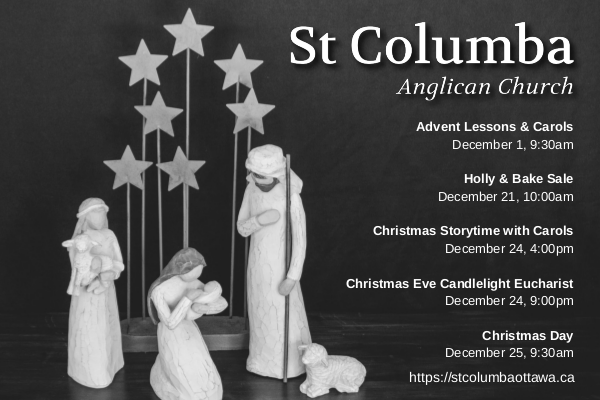 St Columba
Anglican Church
Advent Lessons & Carols
December 1, 9:30am
Holly & Bake Sale
December 21, 10:00am
Christmas Storytime with Carols
December 24, 4:00pm
Christmas Eve Candlelight Eucharist
December 24, 9:00pm
Christmas Day
December 25, 9:30am
https://stcolumbaottawa.ca